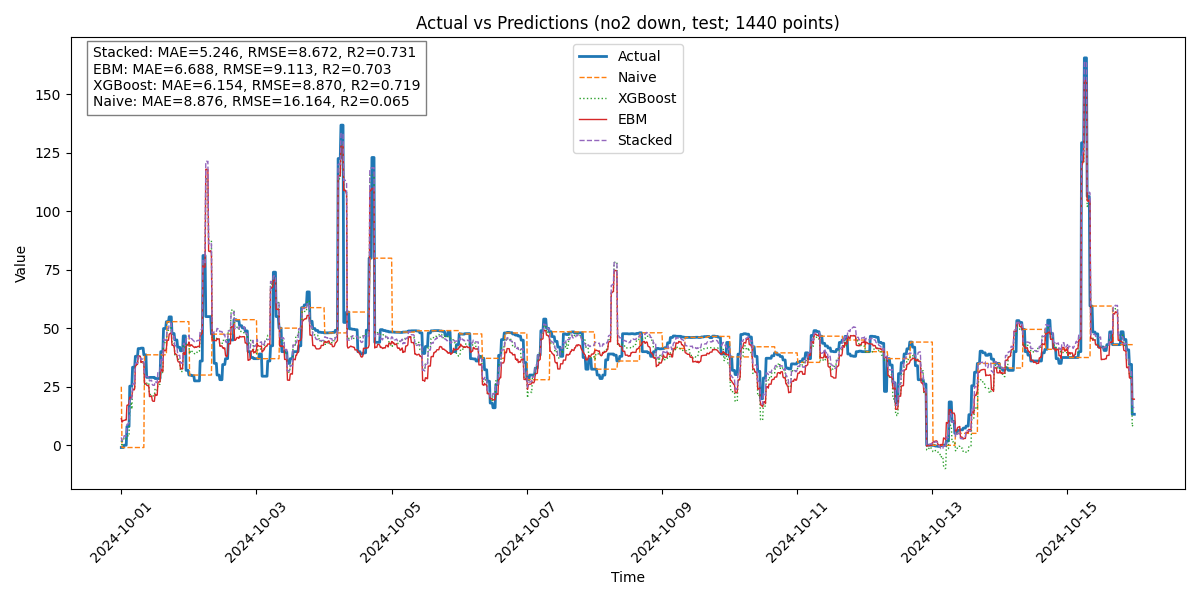 Actual vs Predictions (no2 down, test; 1440 points)
Stacked: MAE=5.246, RMSE=8.672, R2=0.731
EBM: MAE=6.688, RMSE=9.113, R2=0.703
XGBoost: MAE=6.154, RMSE=8.870, R2=0.719
Naive: MAE=8.876, RMSE=16.164, R2=0.065
Actual
Naive
XGBoost
EBM
Stacked
Value
150
125
100
75
50
25
0
2024-10-01
2024-10-03
2024-10-05
2024-10-07
2024-10-09
2024-10-11
2024-10-13
2024-10-15
Time